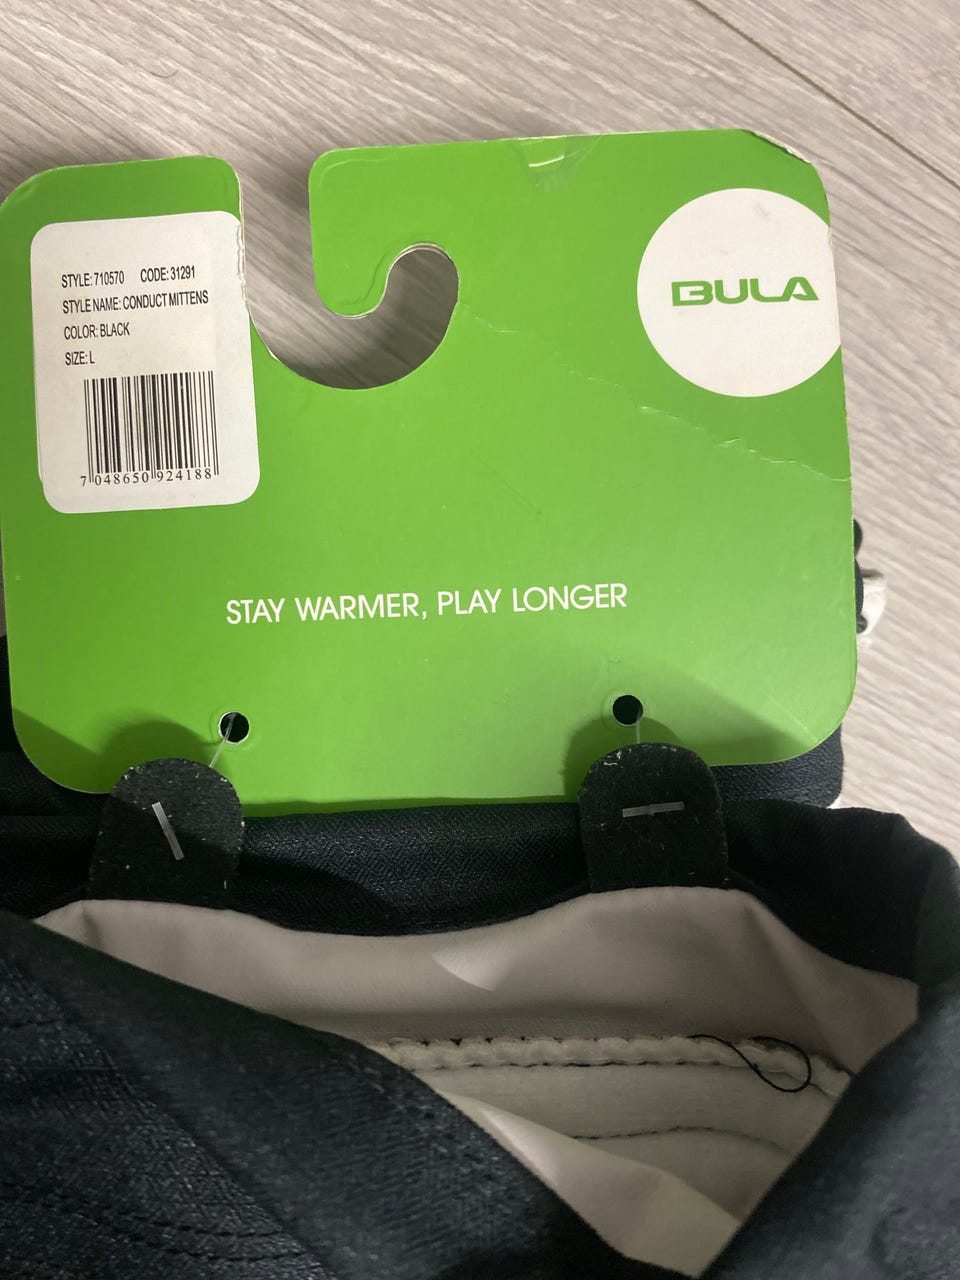 STYLE: 710570 CODE: 31291
STYLE NAME: CONDUCT MITTENS
COLOR: BLACK
SIZE: L
7 048650 924188
BULA
STAY WARMER, PLAY LONGER